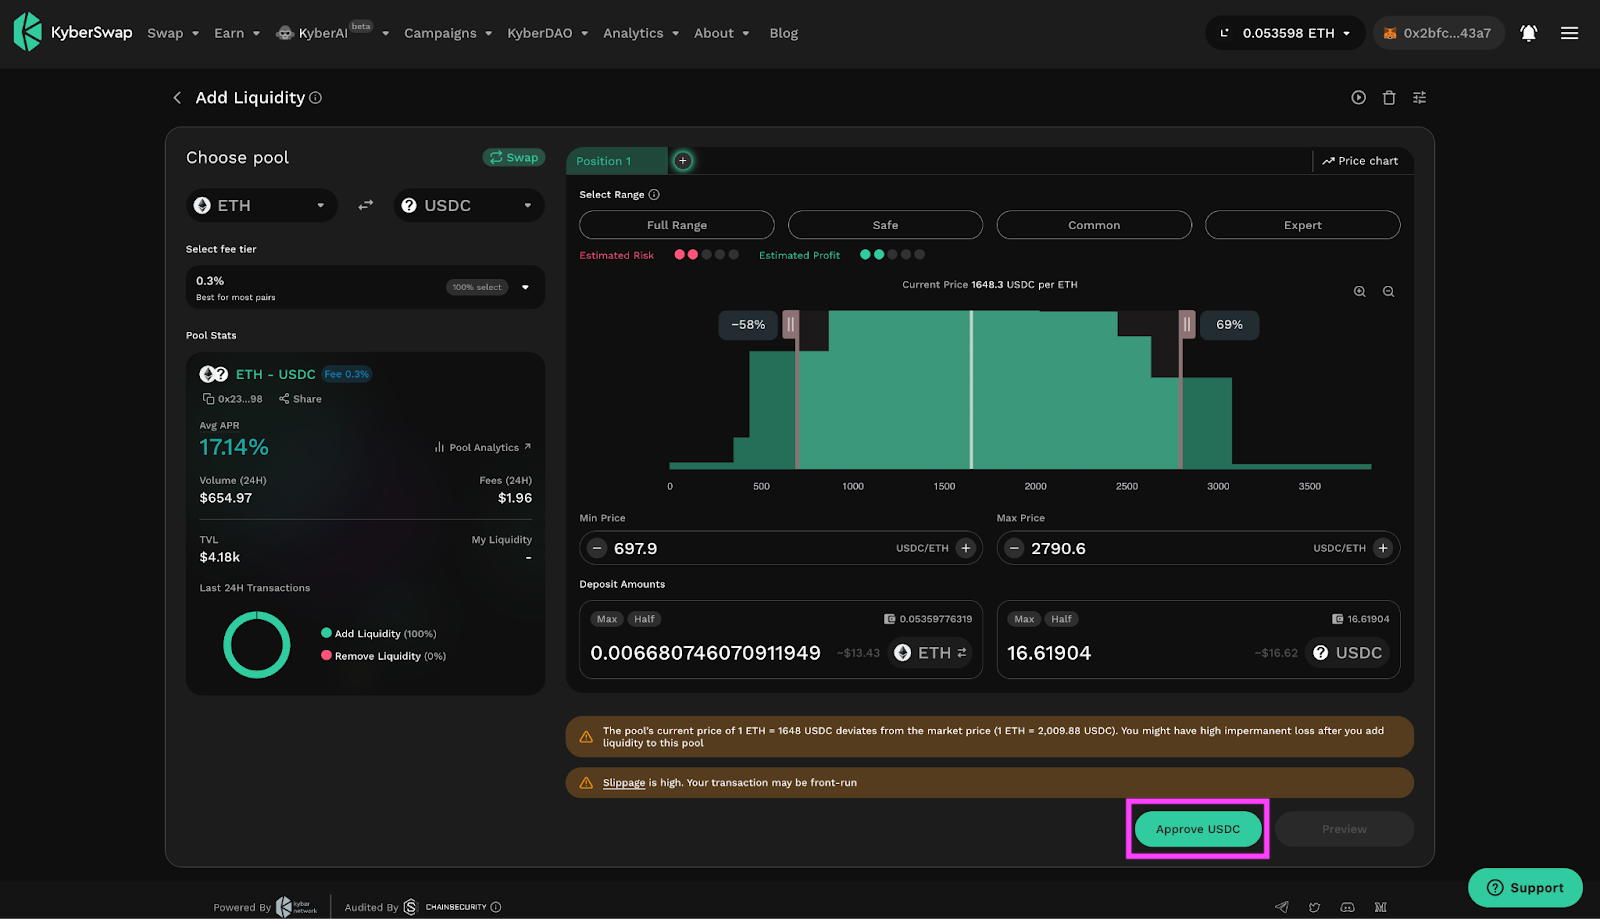 KyberSwap
Swap
Earn
KyberAI beta
Campaigns
KyberDAO
Analytics
About
Blog
0.053598 ETH
0x2bfc...43a7
Add Liquidity
Choose pool
Swap
ETH
USDC
Select fee tier
0.3%
Best for most pairs
100% select
Pool Stats
ETH - USDC Fee 0.3%
0x23...98
Share
Avg APR
17.14%
Pool Analytics ↗
Volume (24H)
Fees (24H)
$654.97
$1.96
TVL
My Liquidity
$4.18k
-
Last 24H Transactions
Add Liquidity (100%)
Remove Liquidity (0%)
Position 1
Price chart
Select Range
Full Range
Safe
Common
Expert
Estimated Risk
Estimated Profit
Current Price 1648.3 USDC per ETH
-58%
69%
0
500
1000
1500
2000
2500
3000
3500
Min Price
Max Price
697.9
USDC/ETH
2790.6
USDC/ETH
Deposit Amounts
Max
Half
0.05359776319
0.006680746070911949
~$13.43
ETH
Max
Half
16.61904
16.61904
~$16.62
USDC
The pool's current price of 1 ETH = 1648 USDC deviates from the market price (1 ETH = 2,009.88 USDC). You might have high impermanent loss after you add
liquidity to this pool
Slippage is high. Your transaction may be front-run
Approve USDC
Preview
Support
Powered By
kyber
network
Audited By
CHAINSECURITY